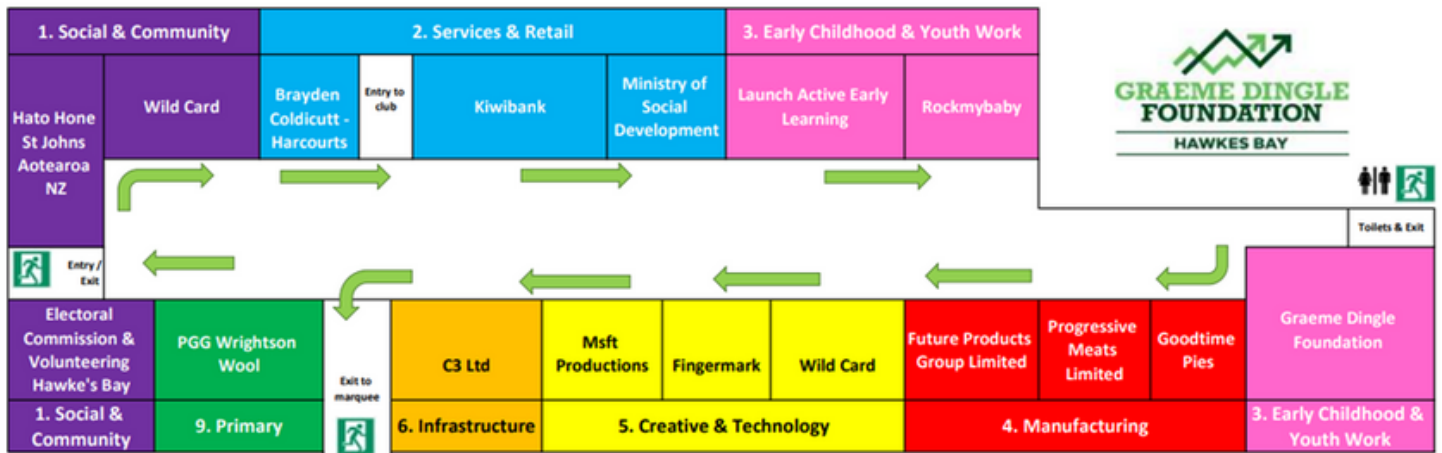 1. Social & Community
2. Services & Retail
3. Early Childhood & Youth Work
GRAEME DINGLE
FOUNDATION
HAWKES BAY
Hato Hone
St Johns
Aotearoa
NZ
Wild Card
Brayden
Coldicutt -
Harcourts
Entry to
club
Kiwibank
Ministry of
Social
Development
Launch Active Early
Learning
Rockmybaby
Toilets & Exit
Entry /
Exit
Electoral
Commission &
Volunteering
Hawke's Bay
PGG Wrightson
Wool
Exit to
marquee
C3 Ltd
Msft
Productions
Fingermark
Wild Card
Future Products
Group Limited
Progressive
Meats
Limited
Goodtime
Pies
Graeme Dingle
Foundation
1. Social &
Community
9. Primary
6. Infrastructure
5. Creative & Technology
4. Manufacturing
3. Early Childhood &
Youth Work